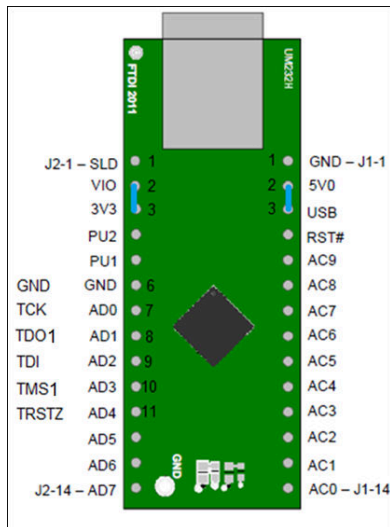 FTDI 2011
UM232H
J2-1 – SLD 1 1 GND – J1-1
VIO 2 2 5V0
3V3 3 3 USB
PU2 RST#
PU1 AC9
GND GND 6 AC8
TCK AD0 7 AC7
TDO1 AD1 8 AC6
TDI AD2 9 AC5
TMS1 AD3 10 AC4
TRSTZ AD4 11 AC3
AD5 AC2
AD6 GND AC1
J2-14 – AD7 AC0 – J1-14